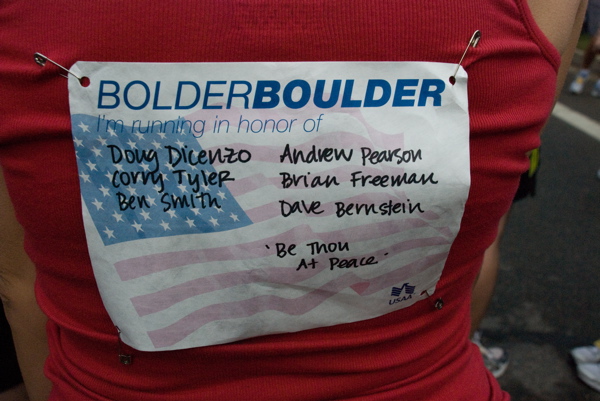 BOLDERBOULDER
I'm running in honor of
Doug Dicenzo
Corry Tyler
Ben Smith
Andrew Pearson
Brian Freeman
Dave Bernstein
"Be Thou
At Peace"
USAA